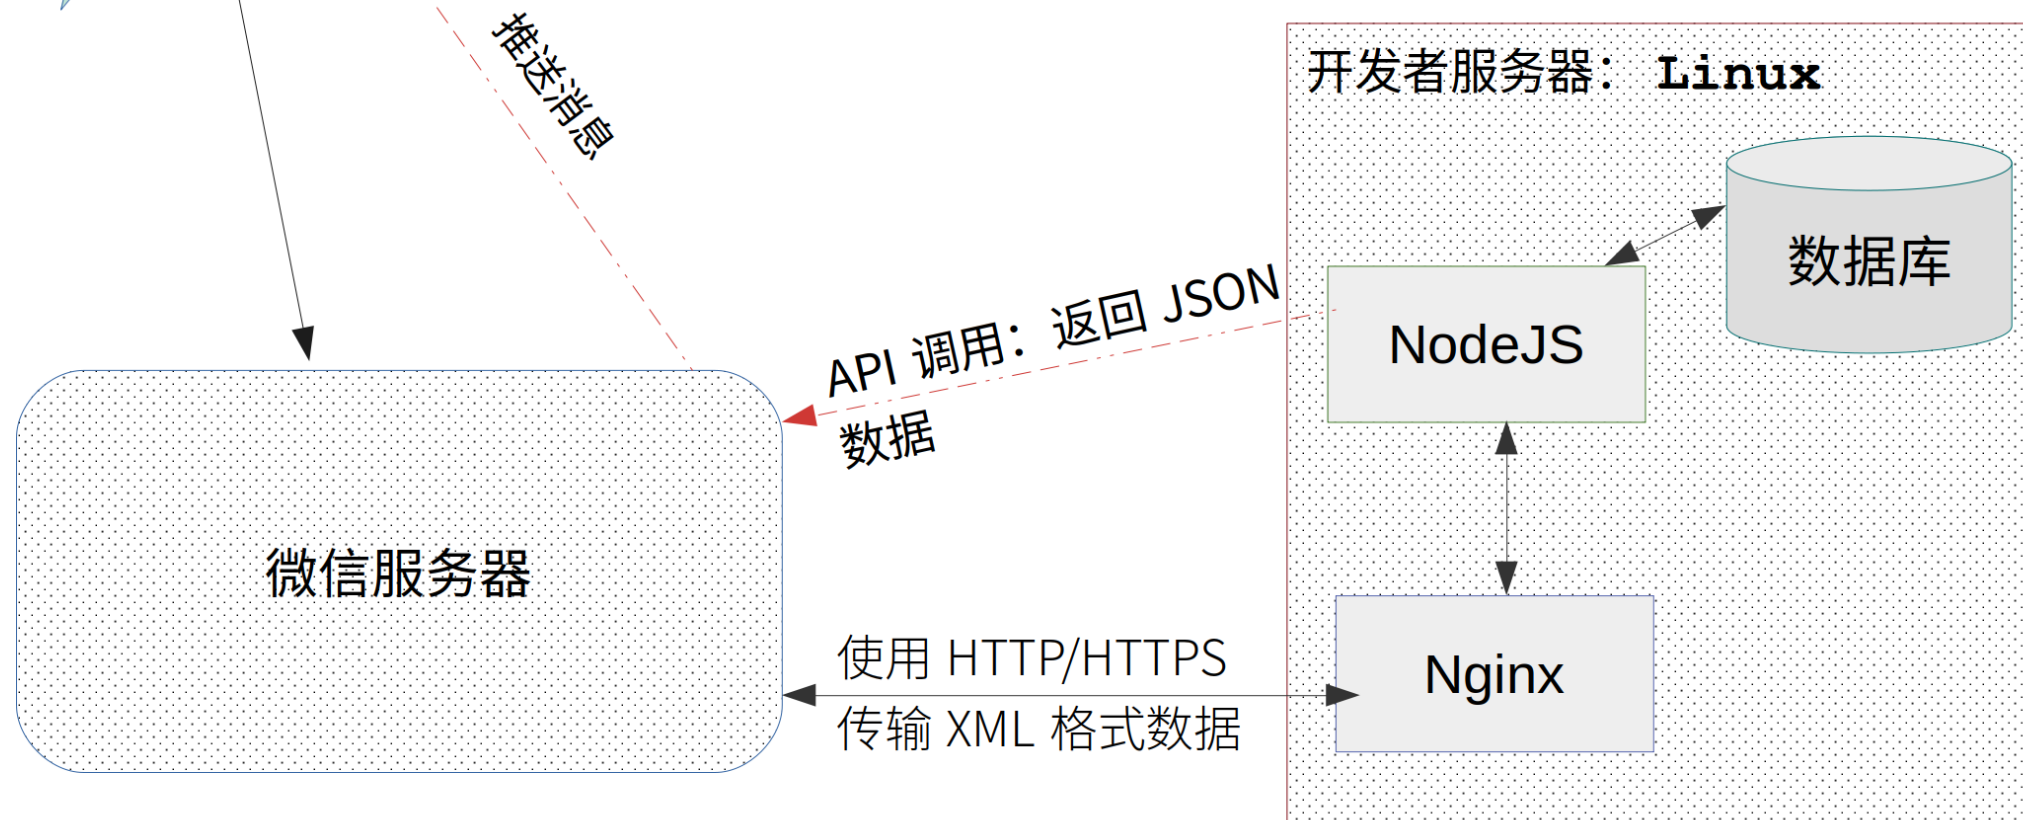 推送消息
开发者服务器： Linux
数据库
API 调用：返回 JSON
数据
NodeJS
微信服务器
使用 HTTP/HTTPS
传输 XML 格式数据
Nginx